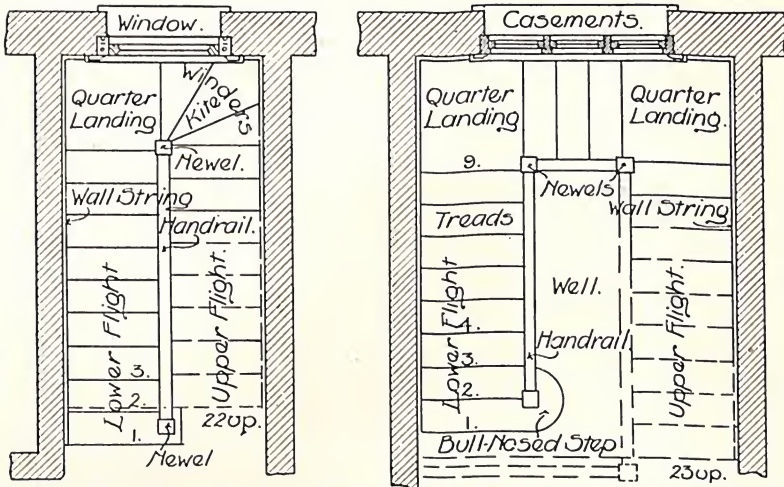 Window.
Quarter
Landing
Winders
Kite
Newel.
Wall String
Handrail.
Lower Flight
Upper Flight.
3.
2.
1.
22 up.
Newel
Casements.
Quarter
Landing
Quarter
Landing.
9.
Newels
Treads
Wall String
Well.
Lower Flight
Upper Flight.
4.
Handrail
3.
2.
1.
Bull-Nosed Step
23 up.